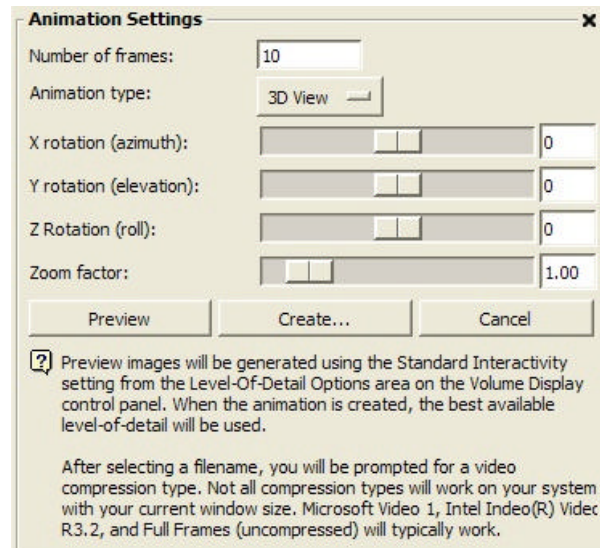 Animation Settings
Number of frames: 10
Animation type: 3D View
X rotation (azimuth): 0
Y rotation (elevation): 0
Z Rotation (roll): 0
Zoom factor: 1.00
Preview Create... Cancel
? Preview images will be generated using the Standard Interactivity
setting from the Level-Of-Detail Options area on the Volume Display
control panel. When the animation is created, the best available
level-of-detail will be used.
After selecting a filename, you will be prompted for a video
compression type. Not all compression types will work on your system
with your current window size. Microsoft Video 1, Intel Indeo(R) Videc
R3.2, and Full Frames (uncompressed) will typically work.